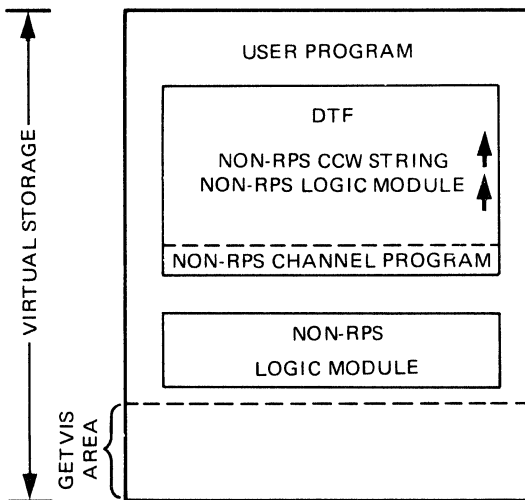 USER PROGRAM
DTF
NON-RPS CCW STRING
NON-RPS LOGIC MODULE
NON-RPS CHANNEL PROGRAM
NON-RPS
LOGIC MODULE
VIRTUAL STORAGE
GETVIS
AREA